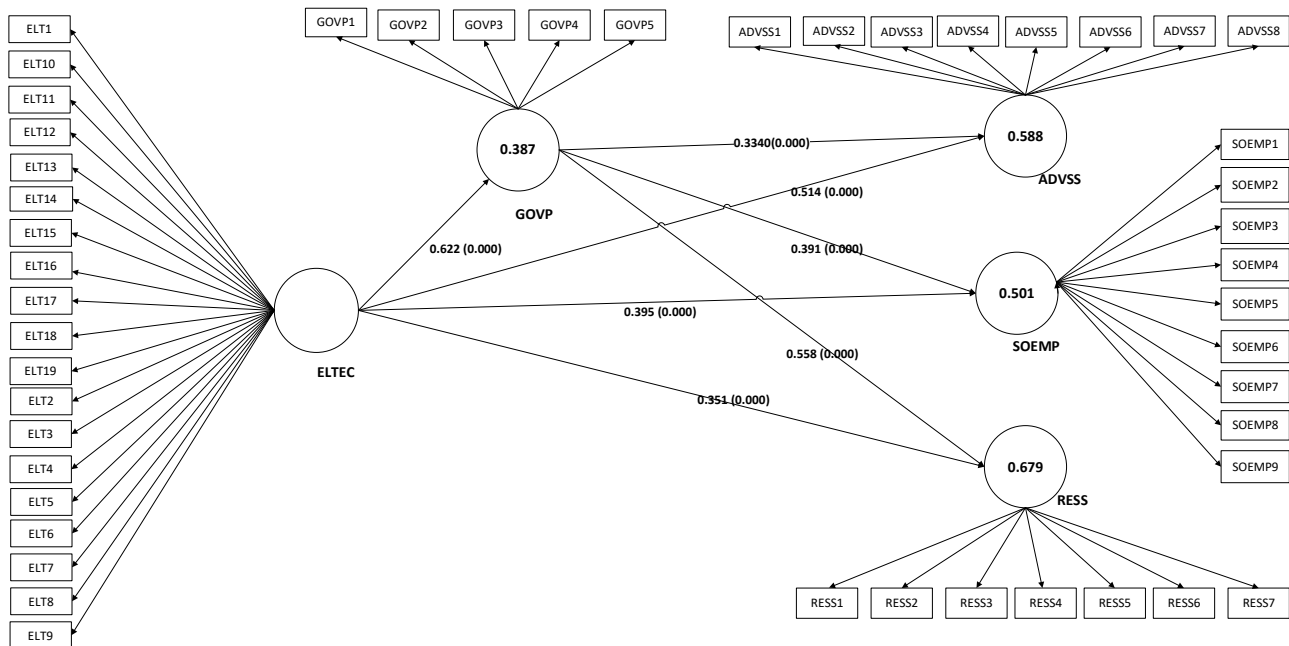 ELT1
ELT10
ELT11
ELT12
ELT13
ELT14
ELT15
ELT16
ELT17
ELT18
ELT19
ELT2
ELT3
ELT4
ELT5
ELT6
ELT7
ELT8
ELT9
ELTEC
GOVP1
GOVP2
GOVP3
GOVP4
GOVP5
0.387
GOVP
0.622 (0.000)
0.3340(0.000)
0.514 (0.000)
0.391 (0.000)
0.395 (0.000)
0.558 (0.000)
0.351 (0.000)
ADVSS1
ADVSS2
ADVSS3
ADVSS4
ADVSS5
ADVSS6
ADVSS7
ADVSS8
0.588
ADVSS
0.501
SOEMP
SOEMP1
SOEMP2
SOEMP3
SOEMP4
SOEMP5
SOEMP6
SOEMP7
SOEMP8
SOEMP9
0.679
RESS
RESS1
RESS2
RESS3
RESS4
RESS5
RESS6
RESS7